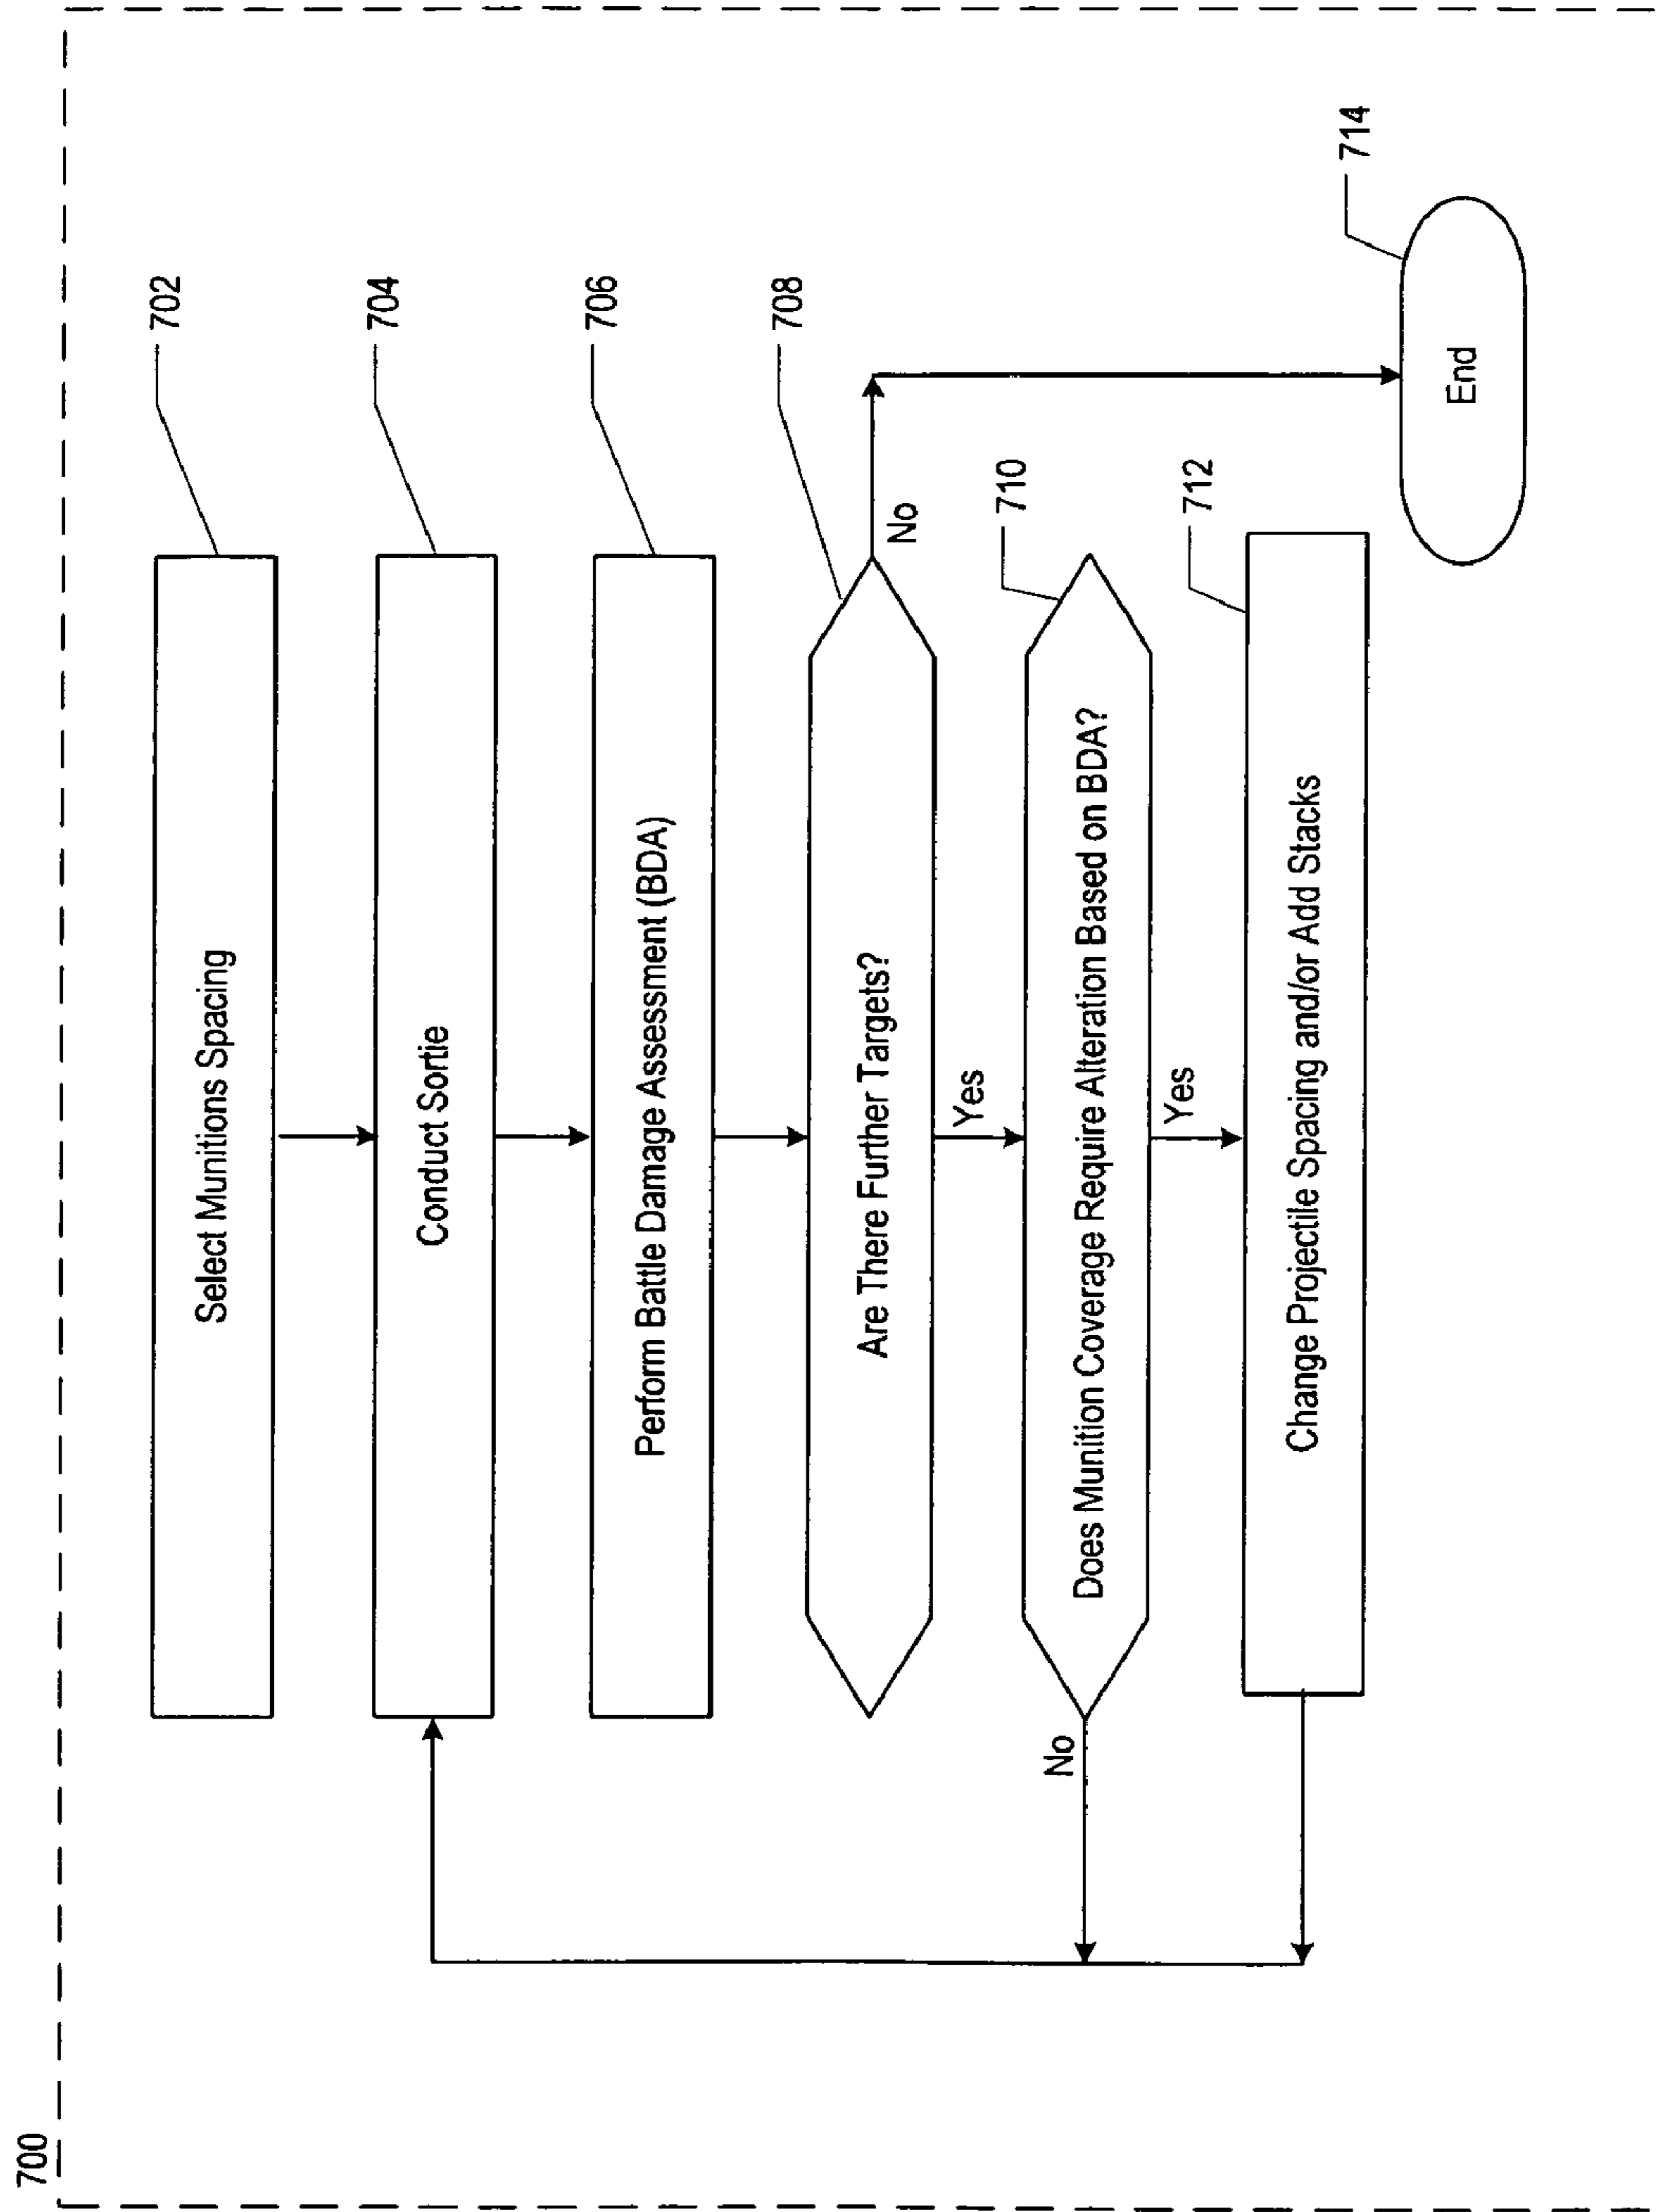 700
Select Munitions Spacing
702
Conduct Sortie
704
Perform Battle Damage Assessment (BDA)
706
Are There Further Targets?
708
No
Yes
Does Munition Coverage Require Alteration Based on BDA?
710
No
Yes
Change Projectile Spacing and/or Add Stacks
712
End
714